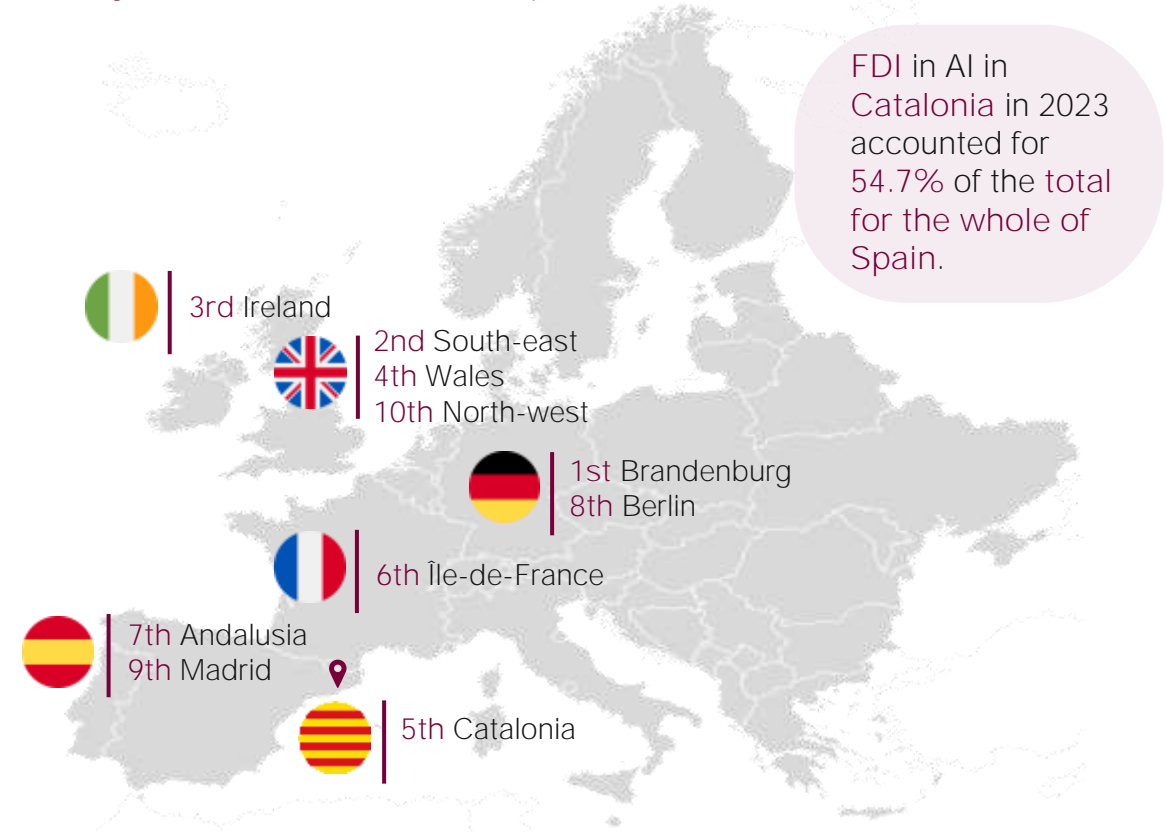 FDI in AI in
Catalonia in 2023
accounted for
54.7% of the total
for the whole of
Spain.
3rd Ireland
2nd South-east
4th Wales
10th North-west
1st Brandenburg
8th Berlin
6th Île-de-France
7th Andalusia
9th Madrid
5th Catalonia